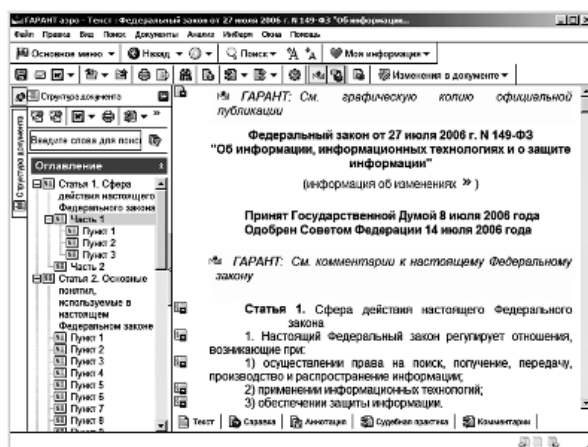 ГАРАНТ аэро - Текст : Федеральный закон от 27 июля 2006 г. N 149-ФЗ "Об информации...
Файл Правка Вид Поиск Документы Анализ Инферн Окна Помощь
Основное меню Назад Поиск Моя информация
Изменения в документе
Структура документа
Структура документа
Введите слова для поис
Оглавление
Статья 1. Сфера
действия настоящего
Федерального закона
Часть 1
Пункт 1
Пункт 2
Пункт 3
Часть 2
Статья 2. Основные
понятия,
используемые в
настоящем
Федеральном законе
Пункт 1
Пункт 2
Пункт 3
Пункт 4
Пункт 5
Пункт 6
Пункт 7
Пункт 8
ГАРАНТ: См. графическую копию официальной
публикации
Федеральный закон от 27 июля 2006 г. N 149-ФЗ
"Об информации, информационных технологиях и о защите
информации"
(информация об изменениях » )
Принят Государственной Думой 8 июля 2006 года
Одобрен Советом Федерации 14 июля 2006 года
ГАРАНТ: См. комментарии к настоящему Федеральному
закону
Статья 1. Сфера действия настоящего Федерального
закона
1. Настоящий Федеральный закон регулирует отношения,
возникающие при:
1) осуществлении права на поиск, получение, передачу,
производство и распространение информации;
2) применении информационных технологий;
3) обеспечении защиты информации.
Текст Справка Аннотация Судебная практика Комментарии